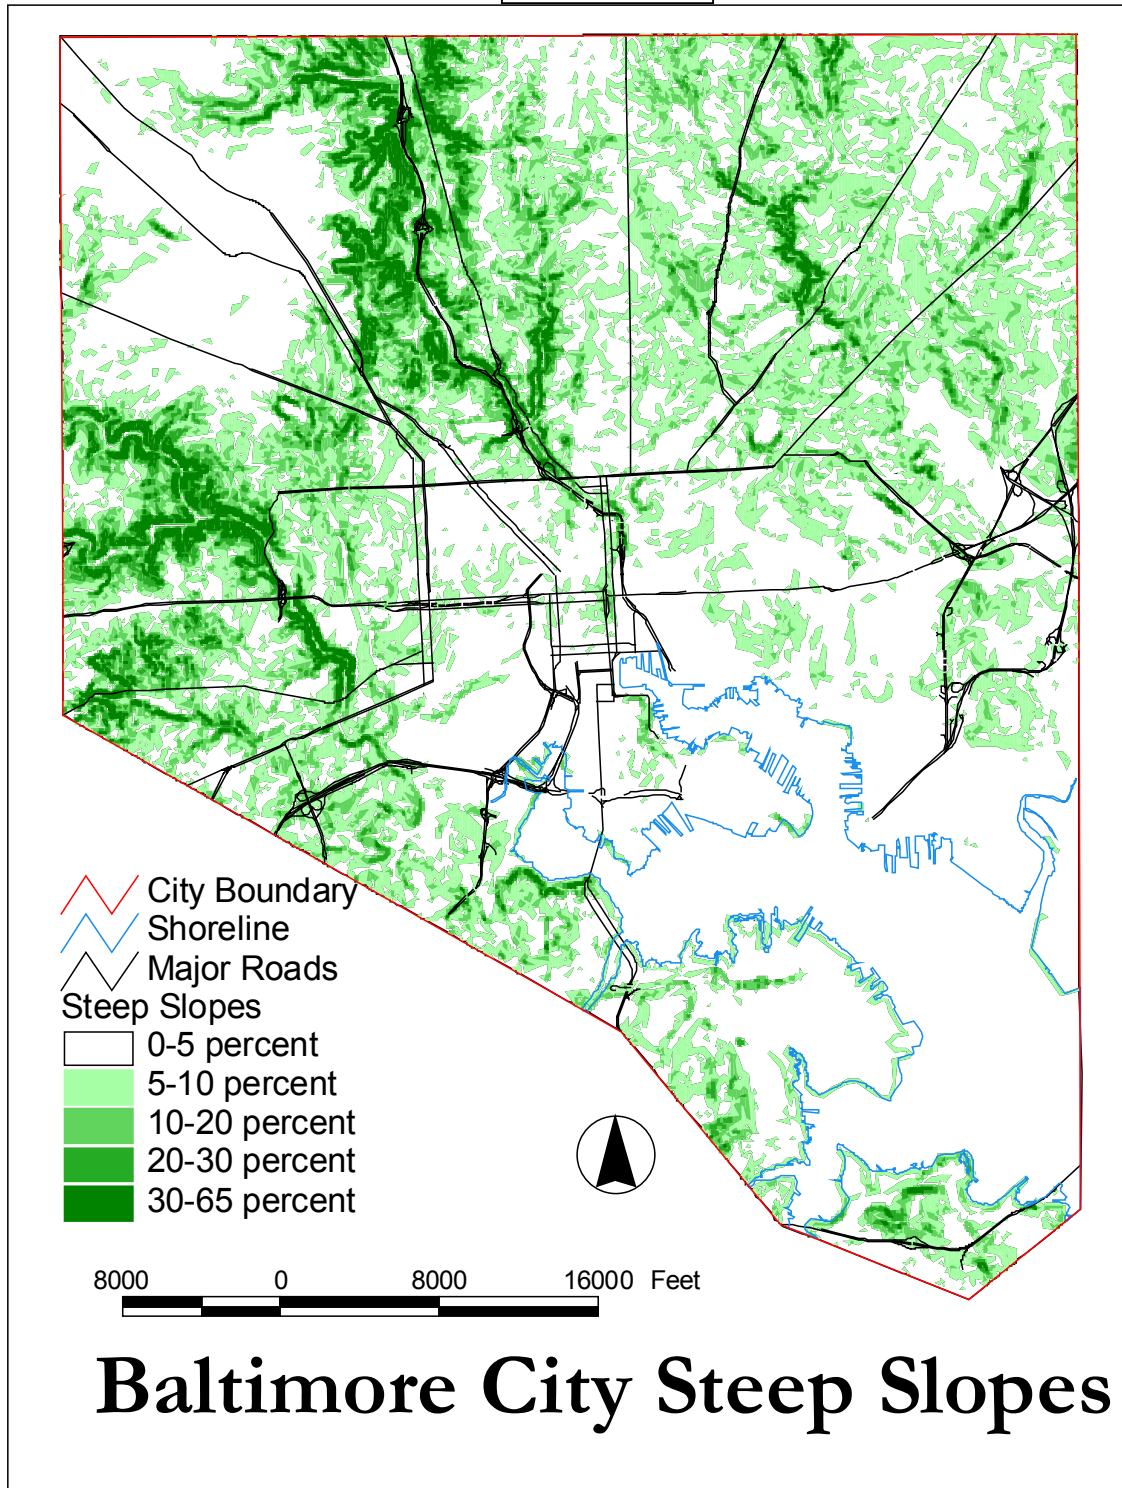 City Boundary
Shoreline
Major Roads
Steep Slopes
0-5 percent
5-10 percent
10-20 percent
20-30 percent
30-65 percent
8000 0 8000 16000 Feet
Baltimore City Steep Slopes